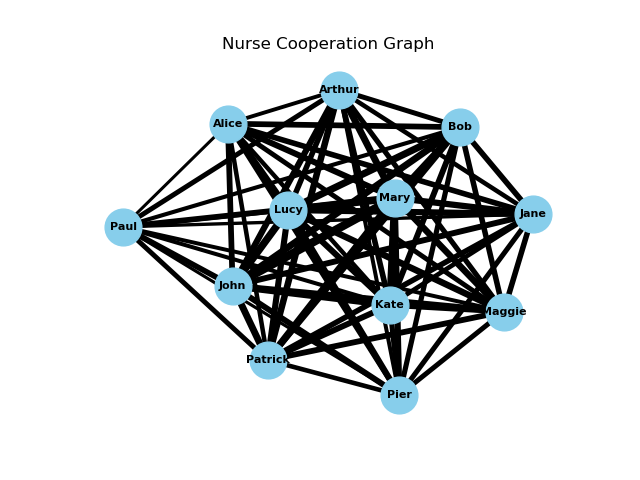 Nurse Cooperation Graph
Arthur
Alice
Bob
Mary
Lucy
Jane
Paul
John
Kate
Maggie
Patrick
Pier